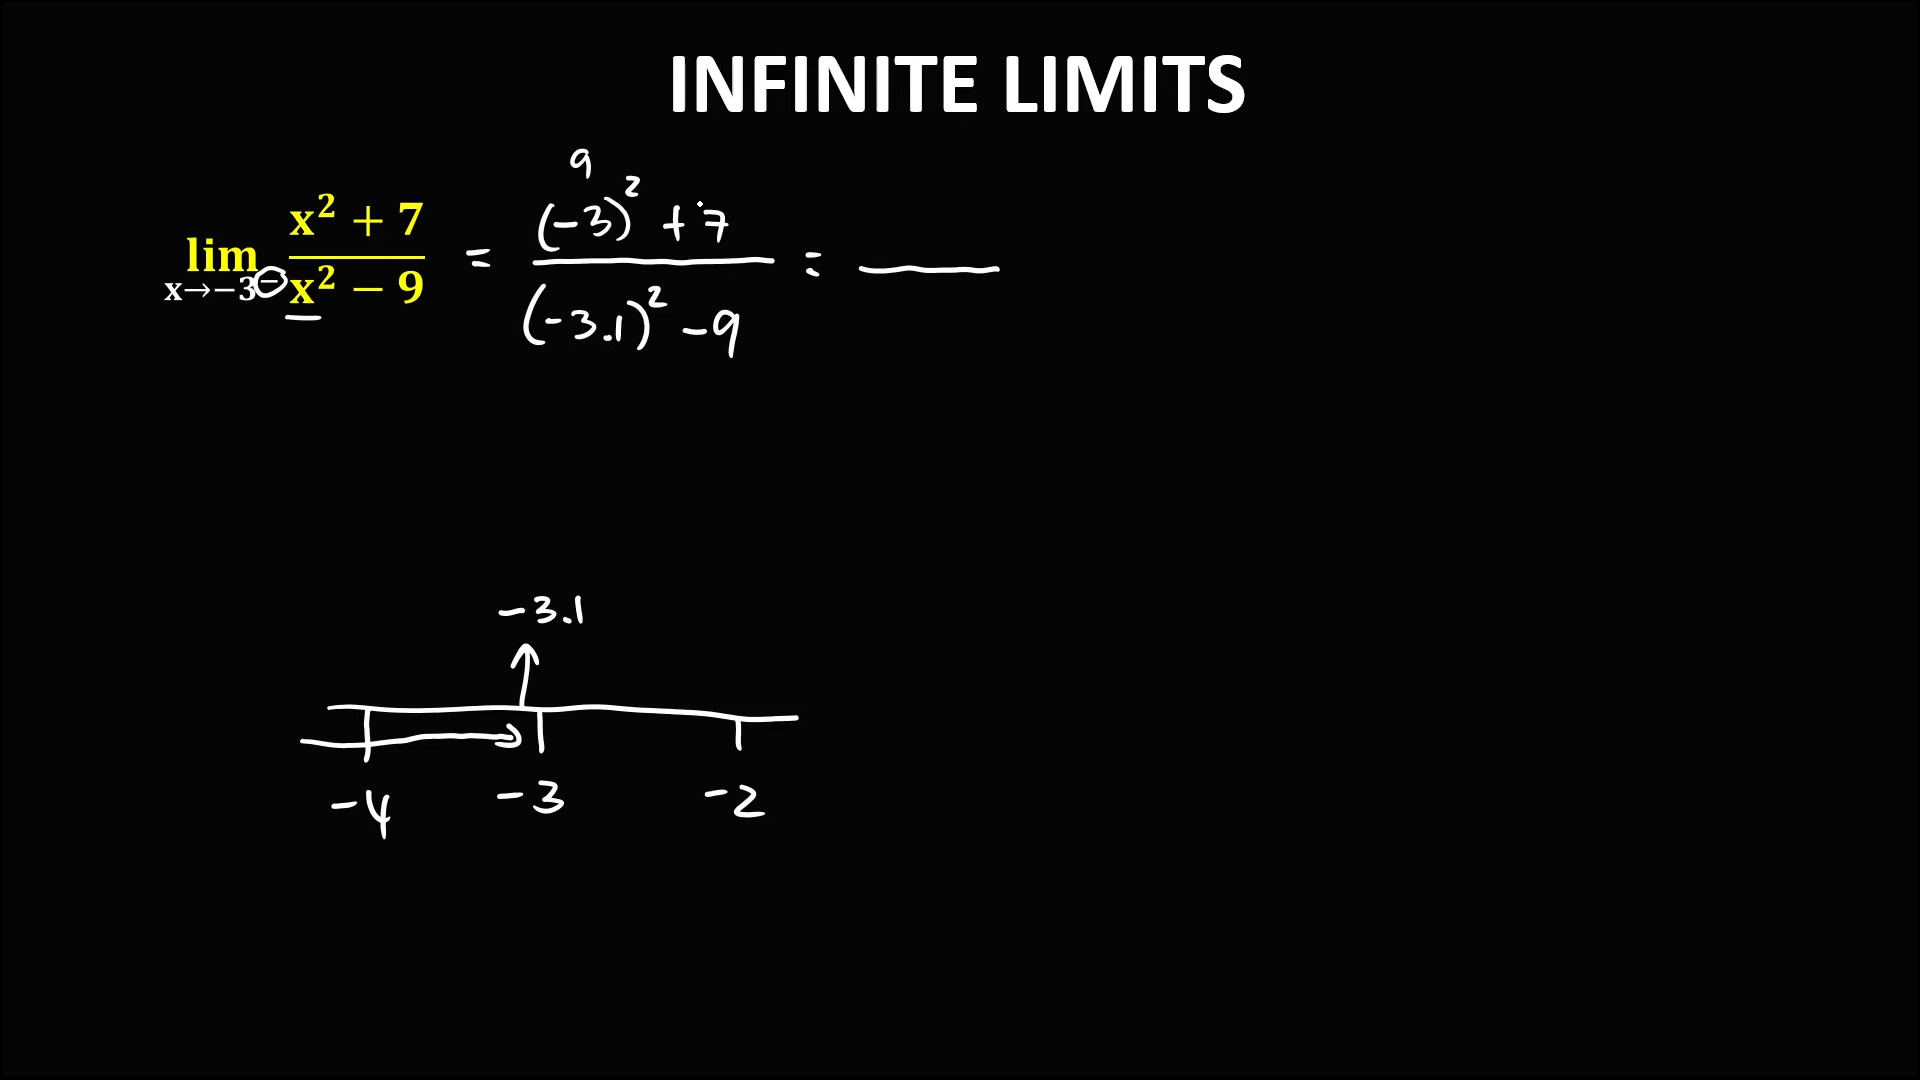 INFINITE LIMITS
9
lim x→-3⁻ (x² + 7)/(x² − 9) = ((-3)² + 7)/((-3.1)² - 9) =
-3.1
-4 -3 -2